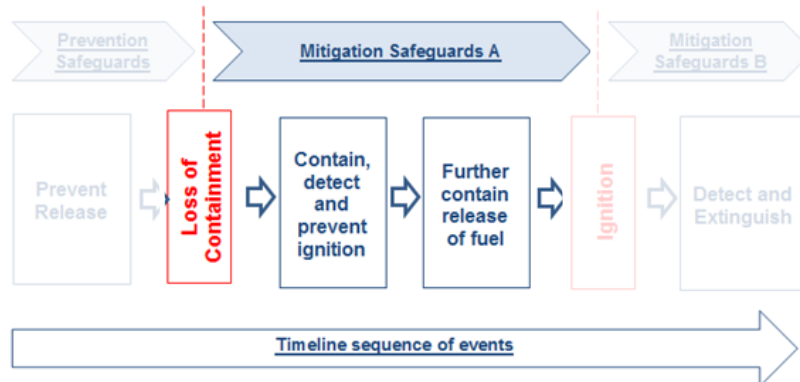 Prevention
Safeguards
Mitigation Safeguards A
Mitigation
Safeguards B
Prevent
Release
Loss of
Containment
Contain,
detect
and
prevent
ignition
Further
contain
release
of fuel
Ignition
Detect and
Extinguish
Timeline sequence of events